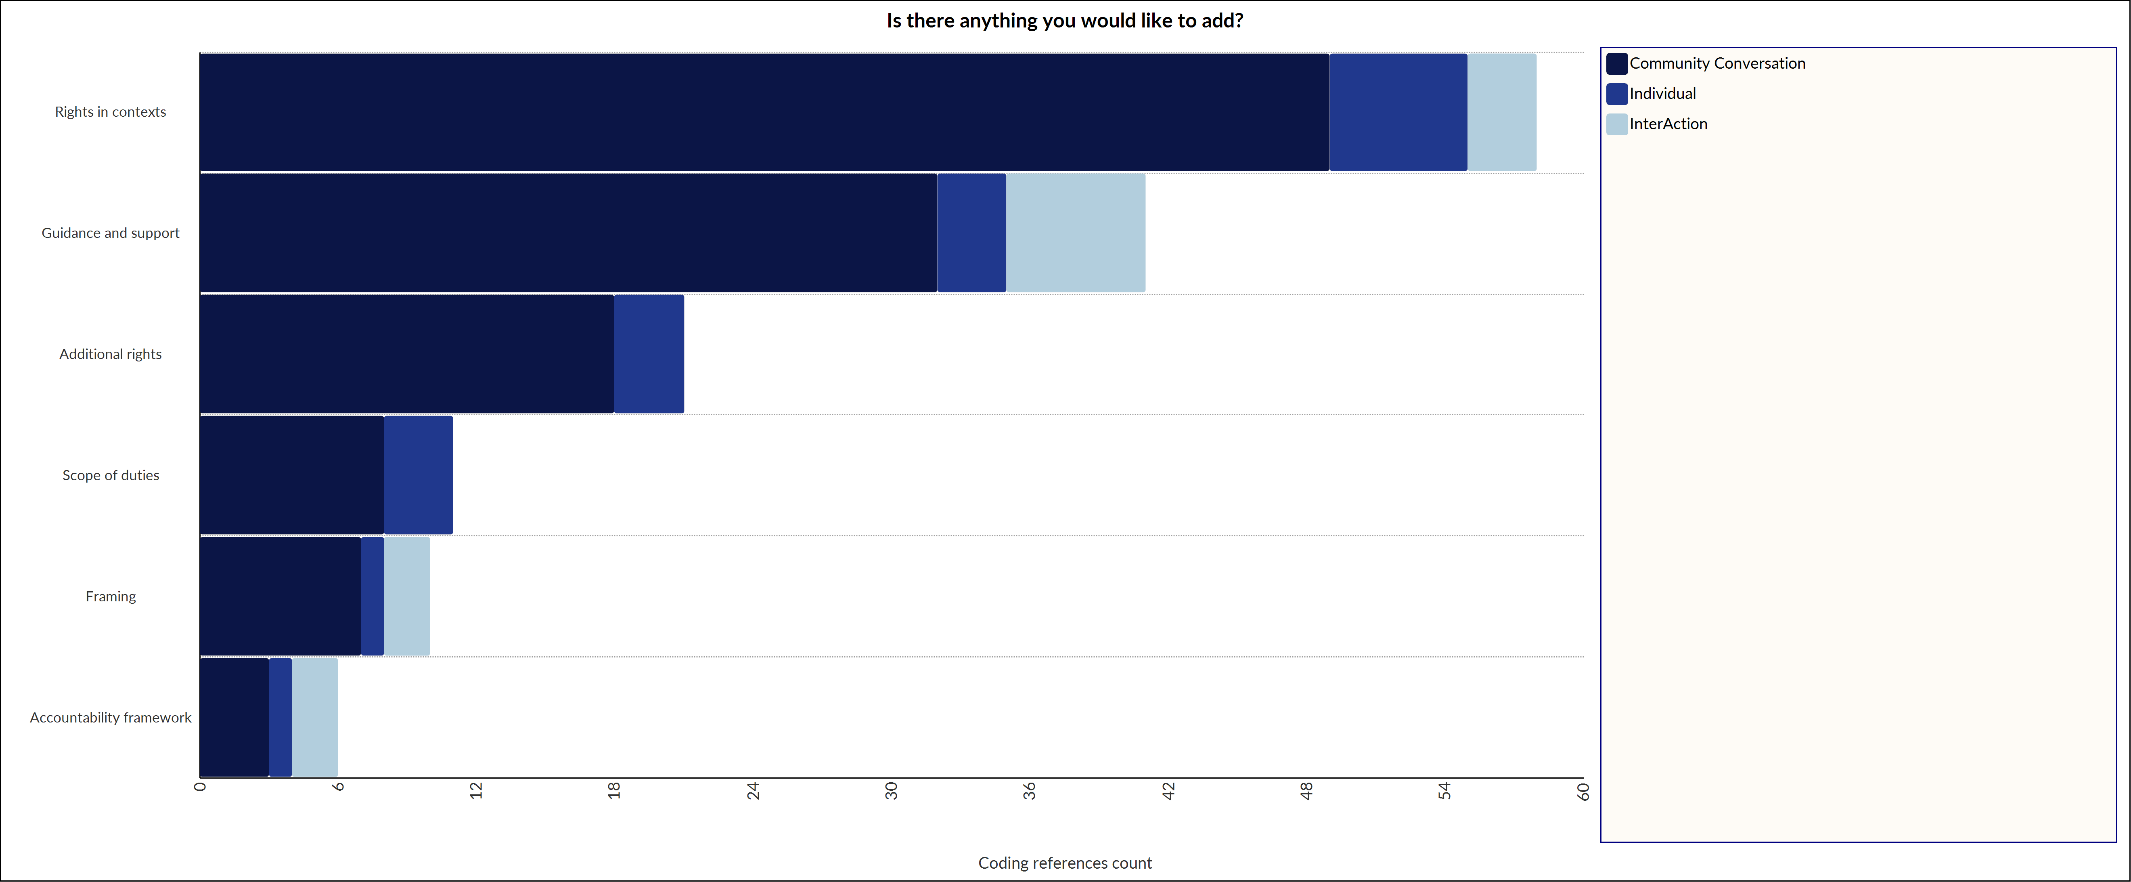 Is there anything you would like to add?
Community Conversation
Individual
InterAction
Rights in contexts
Guidance and support
Additional rights
Scope of duties
Framing
Accountability framework
0 6 12 18 24 30 36 42 48 54 60
Coding references count